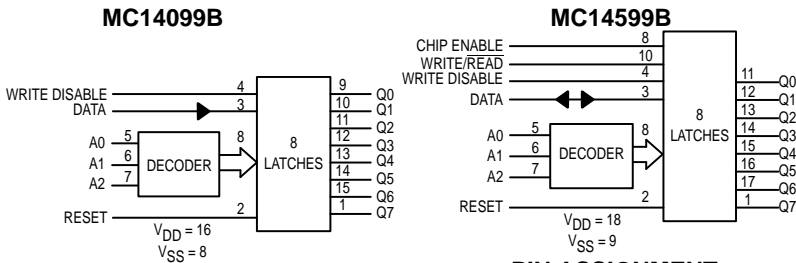 MC14099B
WRITE DISABLE 4
DATA 3
A0 5
A1 6
A2 7
DECODER
8
8
LATCHES
RESET 2
9 Q0
10 Q1
11 Q2
12 Q3
13 Q4
14 Q5
15 Q6
1 Q7
VDD = 16
VSS = 8
MC14599B
CHIP ENABLE 8
WRITE/READ 10
WRITE DISABLE 4
DATA 3
A0 5
A1 6
A2 7
DECODER
8
8
LATCHES
RESET 2
11 Q0
12 Q1
13 Q2
14 Q3
15 Q4
16 Q5
17 Q6
1 Q7
VDD = 18
VSS = 9